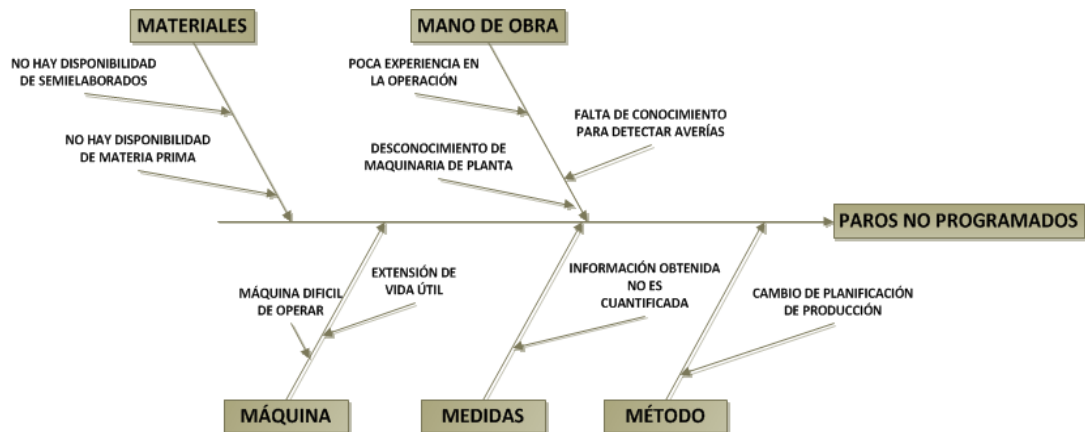 MATERIALES
MANO DE OBRA
NO HAY DISPONIBILIDAD
DE SEMIELABORADOS
POCA EXPERIENCIA EN
LA OPERACIÓN
FALTA DE CONOCIMIENTO
PARA DETECTAR AVERÍAS
NO HAY DISPONIBILIDAD
DE MATERIA PRIMA
DESCONOCIMIENTO DE
MAQUINARIA DE PLANTA
PAROS NO PROGRAMADOS
MÁQUINA DIFICIL
DE OPERAR
EXTENSIÓN DE
VIDA ÚTIL
INFORMACIÓN OBTENIDA
NO ES
CUANTIFICADA
CAMBIO DE PLANIFICACIÓN
DE PRODUCCIÓN
MÁQUINA
MEDIDAS
MÉTODO